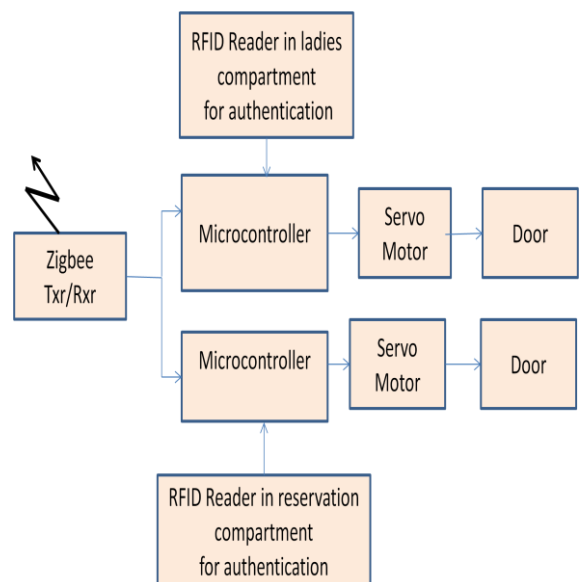 RFID Reader in ladies
compartment
for authentication
Microcontroller
Servo
Motor
Door
Zigbee
Txr/Rxr
Microcontroller
Servo
Motor
Door
RFID Reader in reservation
compartment
for authentication